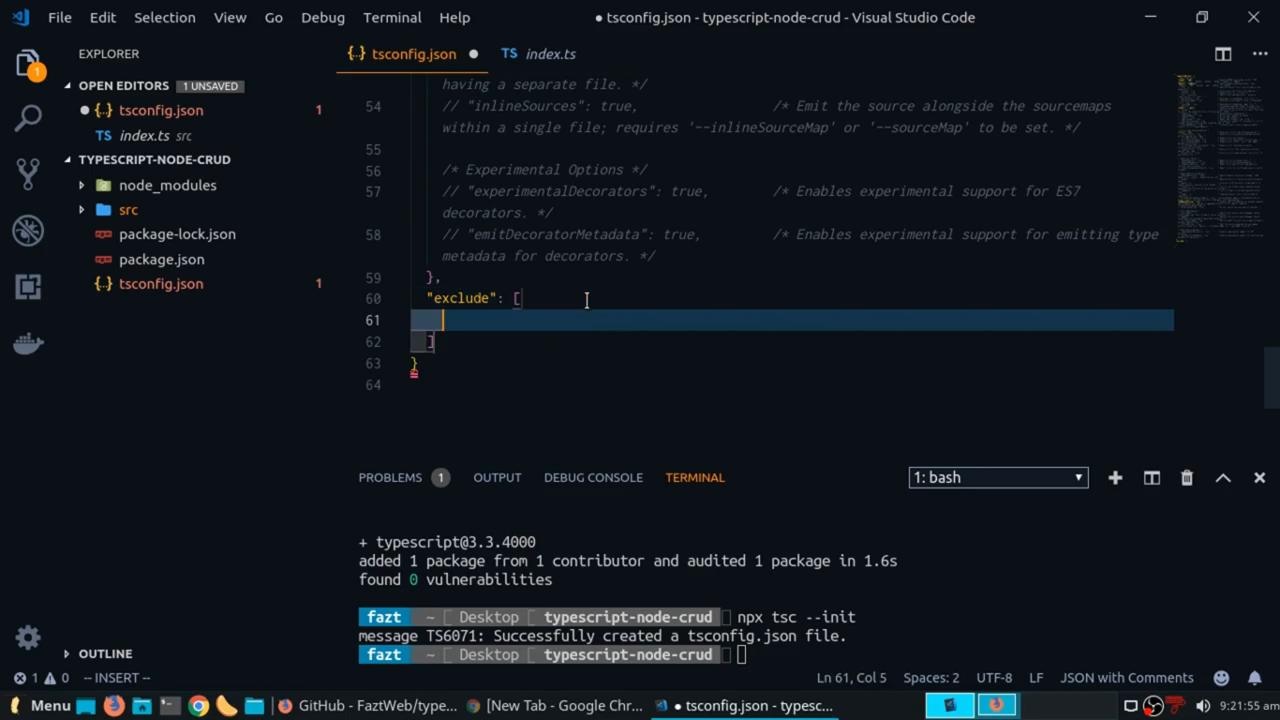 File Edit Selection View Go Debug Terminal Help ● tsconfig.json - typescript-node-crud - Visual Studio Code
EXPLORER
{..} tsconfig.json ●
TS index.ts
1
OPEN EDITORS 1 UNSAVED
● {..} tsconfig.json 1
TS index.ts src
TYPESCRIPT-NODE-CRUD
node_modules
src
package-lock.json
package.json
{..} tsconfig.json 1
OUTLINE
having a separate file. */
54 // "inlineSources": true, /* Emit the source alongside the sourcemaps
within a single file; requires '--inlineSourceMap' or '--sourceMap' to be set. */
55
56 /* Experimental Options */
57 // "experimentalDecorators": true, /* Enables experimental support for ES7
decorators. */
58 // "emitDecoratorMetadata": true, /* Enables experimental support for emitting type
metadata for decorators. */
59 },
60 "exclude": [
61
62 ]
63 }
64
PROBLEMS 1 OUTPUT DEBUG CONSOLE TERMINAL 1: bash
+ typescript@3.3.4000
added 1 package from 1 contributor and audited 1 package in 1.6s
found 0 vulnerabilities
fazt ~ Desktop typescript-node-crud npx tsc --init
message TS6071: Successfully created a tsconfig.json file.
fazt ~ Desktop typescript-node-crud
1 0 -- INSERT -- Ln 61, Col 5 Spaces: 2 UTF-8 LF JSON with Comments
Menu GitHub - FaztWeb/type... [New Tab - Google Chr... ● tsconfig.json - typesc... 9:21:55 am